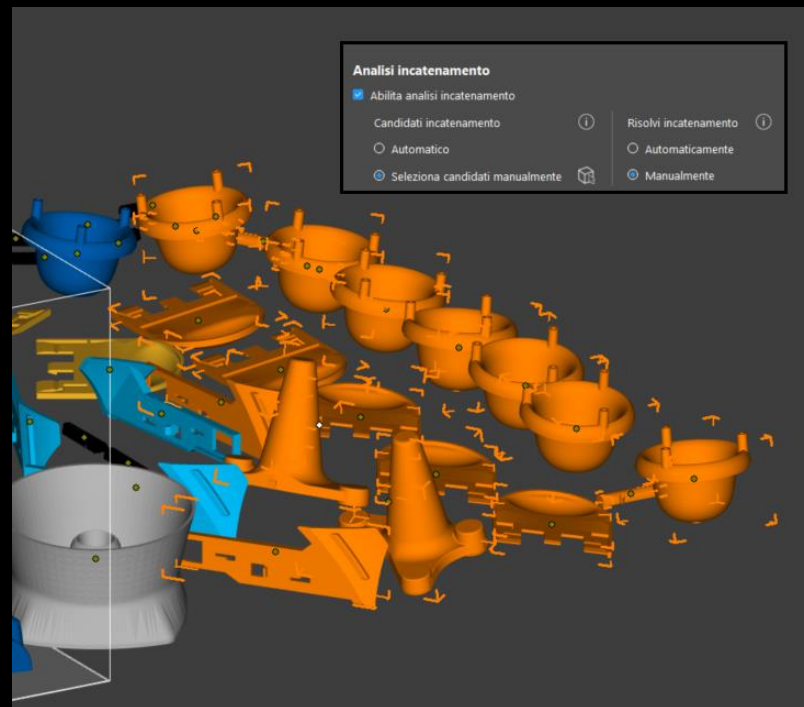 Analisi incatenamento
Abilita analisi incatenamento
Candidati incatenamento
Risolvi incatenamento
Automatico
Automaticamente
Seleziona candidati manualmente
Manualmente